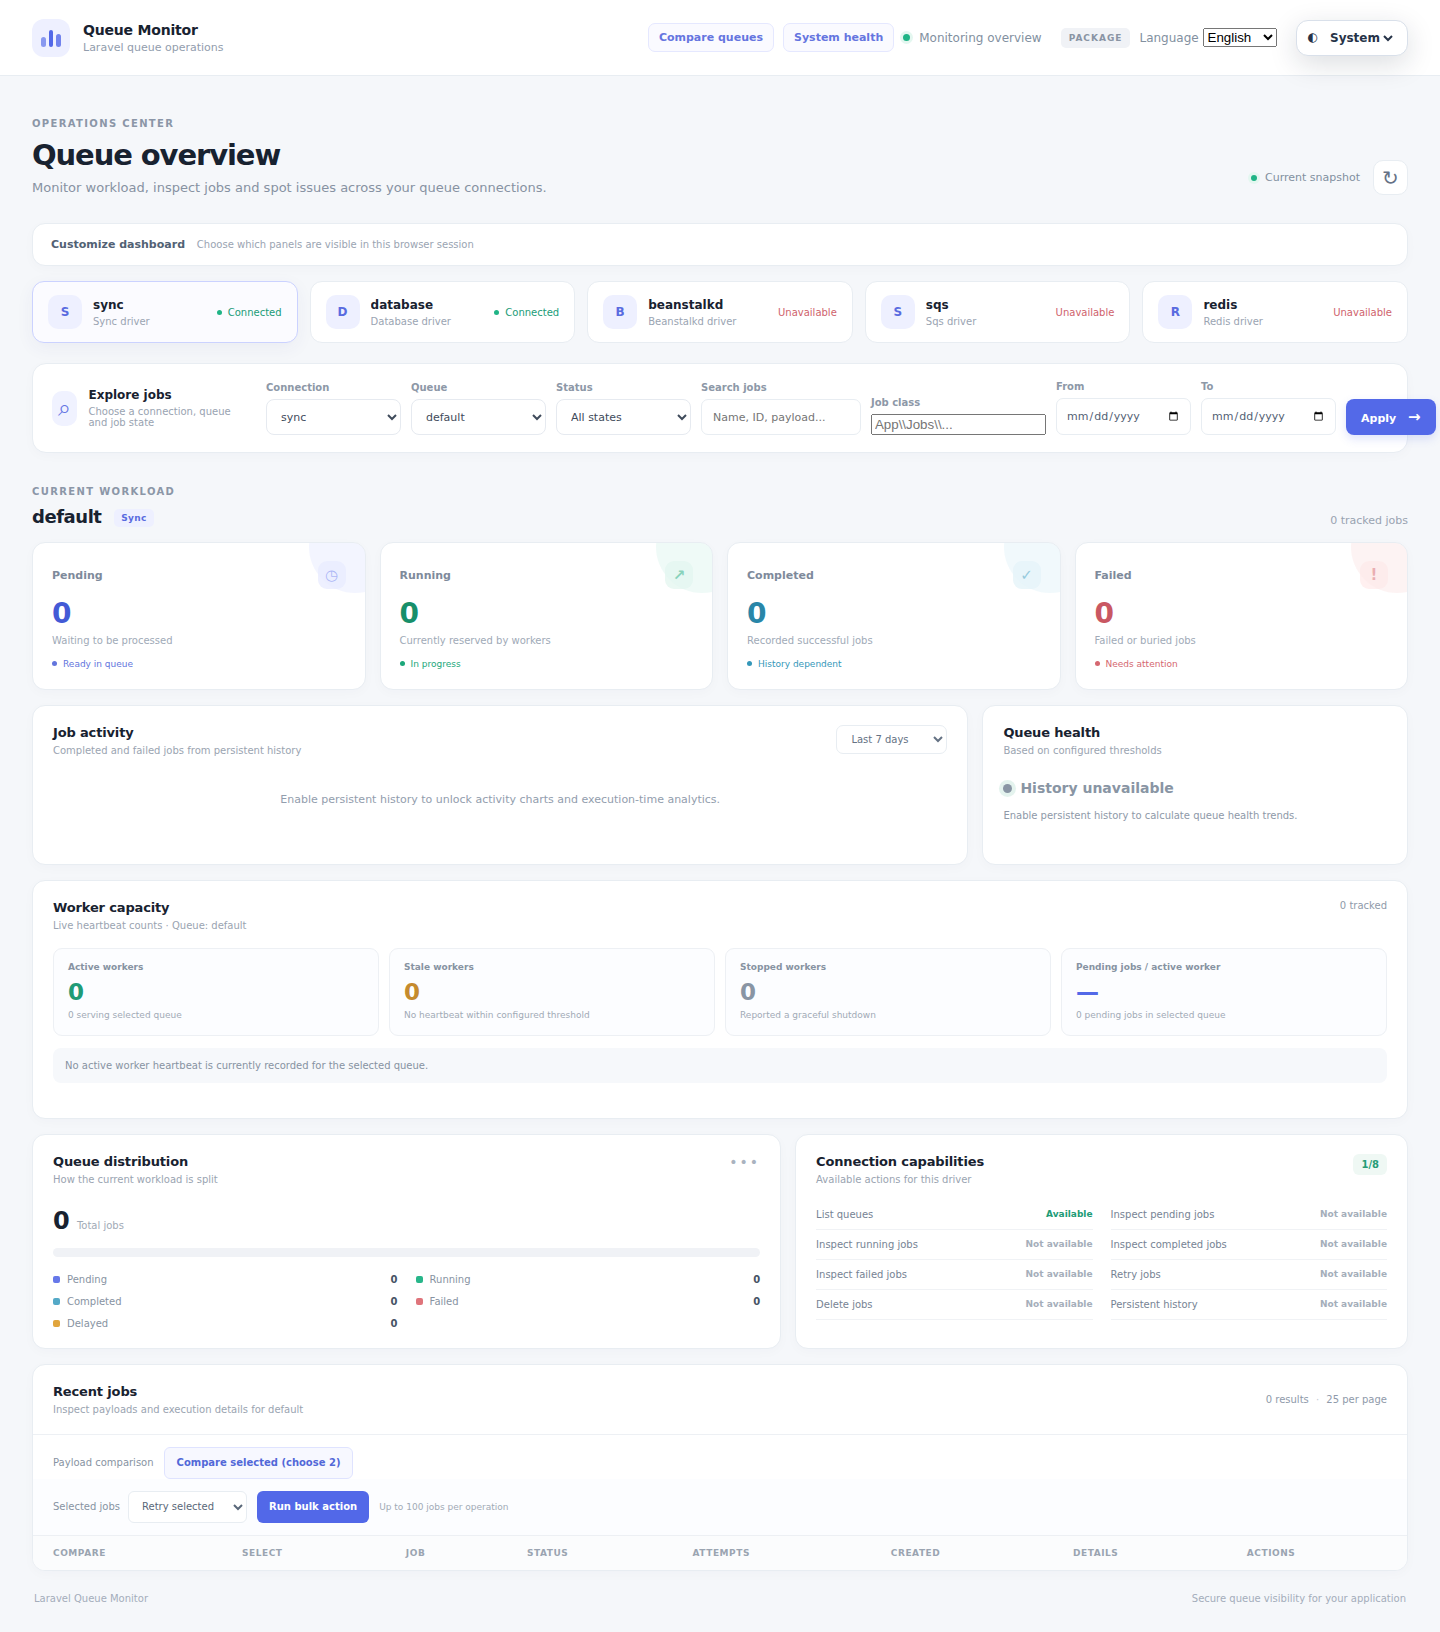 Queue Monitor
Laravel queue operations
Compare queues
System health
Monitoring overview
PACKAGE
Language
English
System
OPERATIONS CENTER
Queue overview
Monitor workload, inspect jobs and spot issues across your queue connections.
Current snapshot
Customize dashboard Choose which panels are visible in this browser session
S
sync
Sync driver
Connected
D
database
Database driver
Connected
B
beanstalkd
Beanstalkd driver
Unavailable
S
sqs
Sqs driver
Unavailable
R
redis
Redis driver
Unavailable
Explore jobs
Choose a connection, queue
and job state
Connection
sync
Queue
default
Status
All states
Search jobs
Name, ID, payload...
Job class
App\\Jobs\\...
From
mm/dd/yyyy
To
mm/dd/yyyy
Apply →
CURRENT WORKLOAD
default Sync
0 tracked jobs
Pending
0
Waiting to be processed
Ready in queue
Running
↗
0
Currently reserved by workers
In progress
Completed
✓
0
Recorded successful jobs
History dependent
Failed
!
0
Failed or buried jobs
Needs attention
Job activity
Completed and failed jobs from persistent history
Last 7 days
Enable persistent history to unlock activity charts and execution-time analytics.
Queue health
Based on configured thresholds
History unavailable
Enable persistent history to calculate queue health trends.
Worker capacity
Live heartbeat counts · Queue: default
0 tracked
Active workers
0
0 serving selected queue
Stale workers
0
No heartbeat within configured threshold
Stopped workers
0
Reported a graceful shutdown
Pending jobs / active worker
—
0 pending jobs in selected queue
No active worker heartbeat is currently recorded for the selected queue.
Queue distribution
How the current workload is split
•••
0 Total jobs
Pending 0
Running 0
Completed 0
Failed 0
Delayed 0
Connection capabilities
Available actions for this driver
1/8
List queues Available
Inspect pending jobs Not available
Inspect running jobs Not available
Inspect completed jobs Not available
Inspect failed jobs Not available
Retry jobs Not available
Delete jobs Not available
Persistent history Not available
Recent jobs
Inspect payloads and execution details for default
0 results · 25 per page
Payload comparison Compare selected (choose 2)
Selected jobs Retry selected Run bulk action Up to 100 jobs per operation
COMPARE SELECT JOB STATUS ATTEMPTS CREATED DETAILS ACTIONS
Laravel Queue Monitor
Secure queue visibility for your application